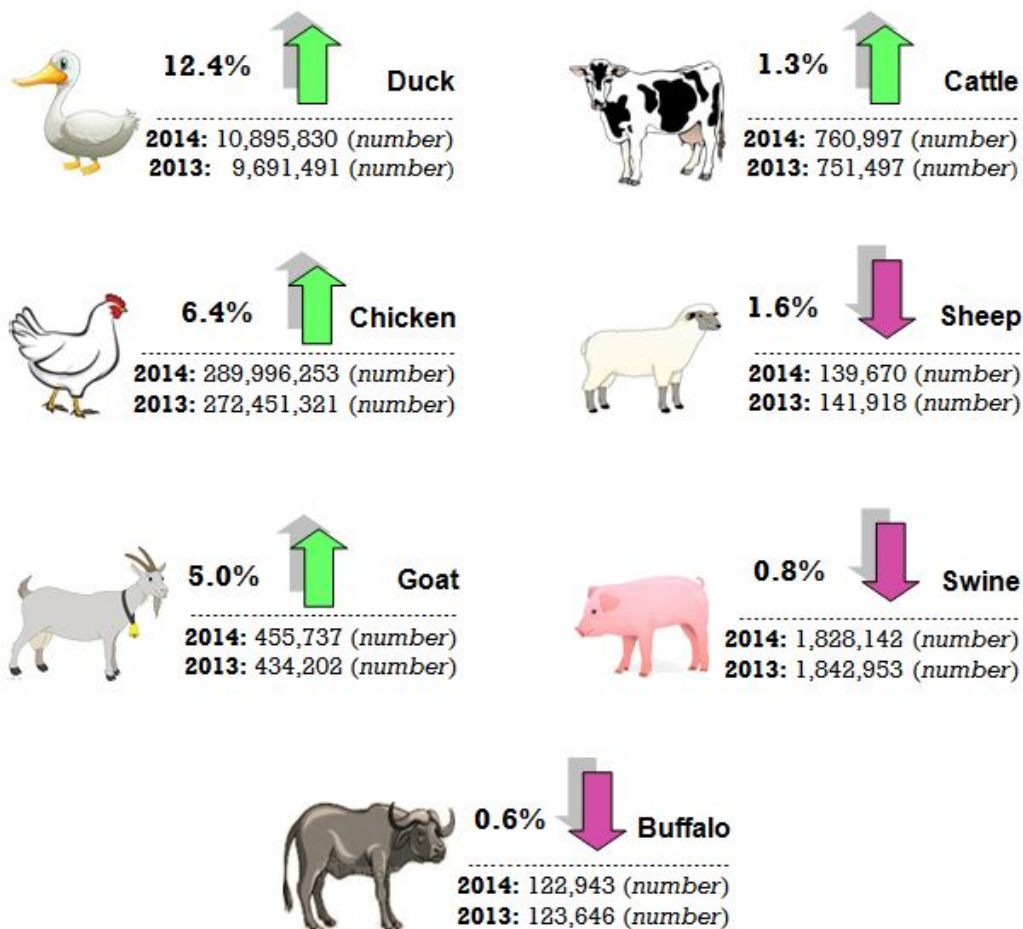 12.4%
Duck
2014: 10,895,830 (number)
2013: 9,691,491 (number)
1.3%
Cattle
2014: 760,997 (number)
2013: 751,497 (number)
6.4%
Chicken
2014: 289,996,253 (number)
2013: 272,451,321 (number)
1.6%
Sheep
2014: 139,670 (number)
2013: 141,918 (number)
5.0%
Goat
2014: 455,737 (number)
2013: 434,202 (number)
0.8%
Swine
2014: 1,828,142 (number)
2013: 1,842,953 (number)
0.6%
Buffalo
2014: 122,943 (number)
2013: 123,646 (number)